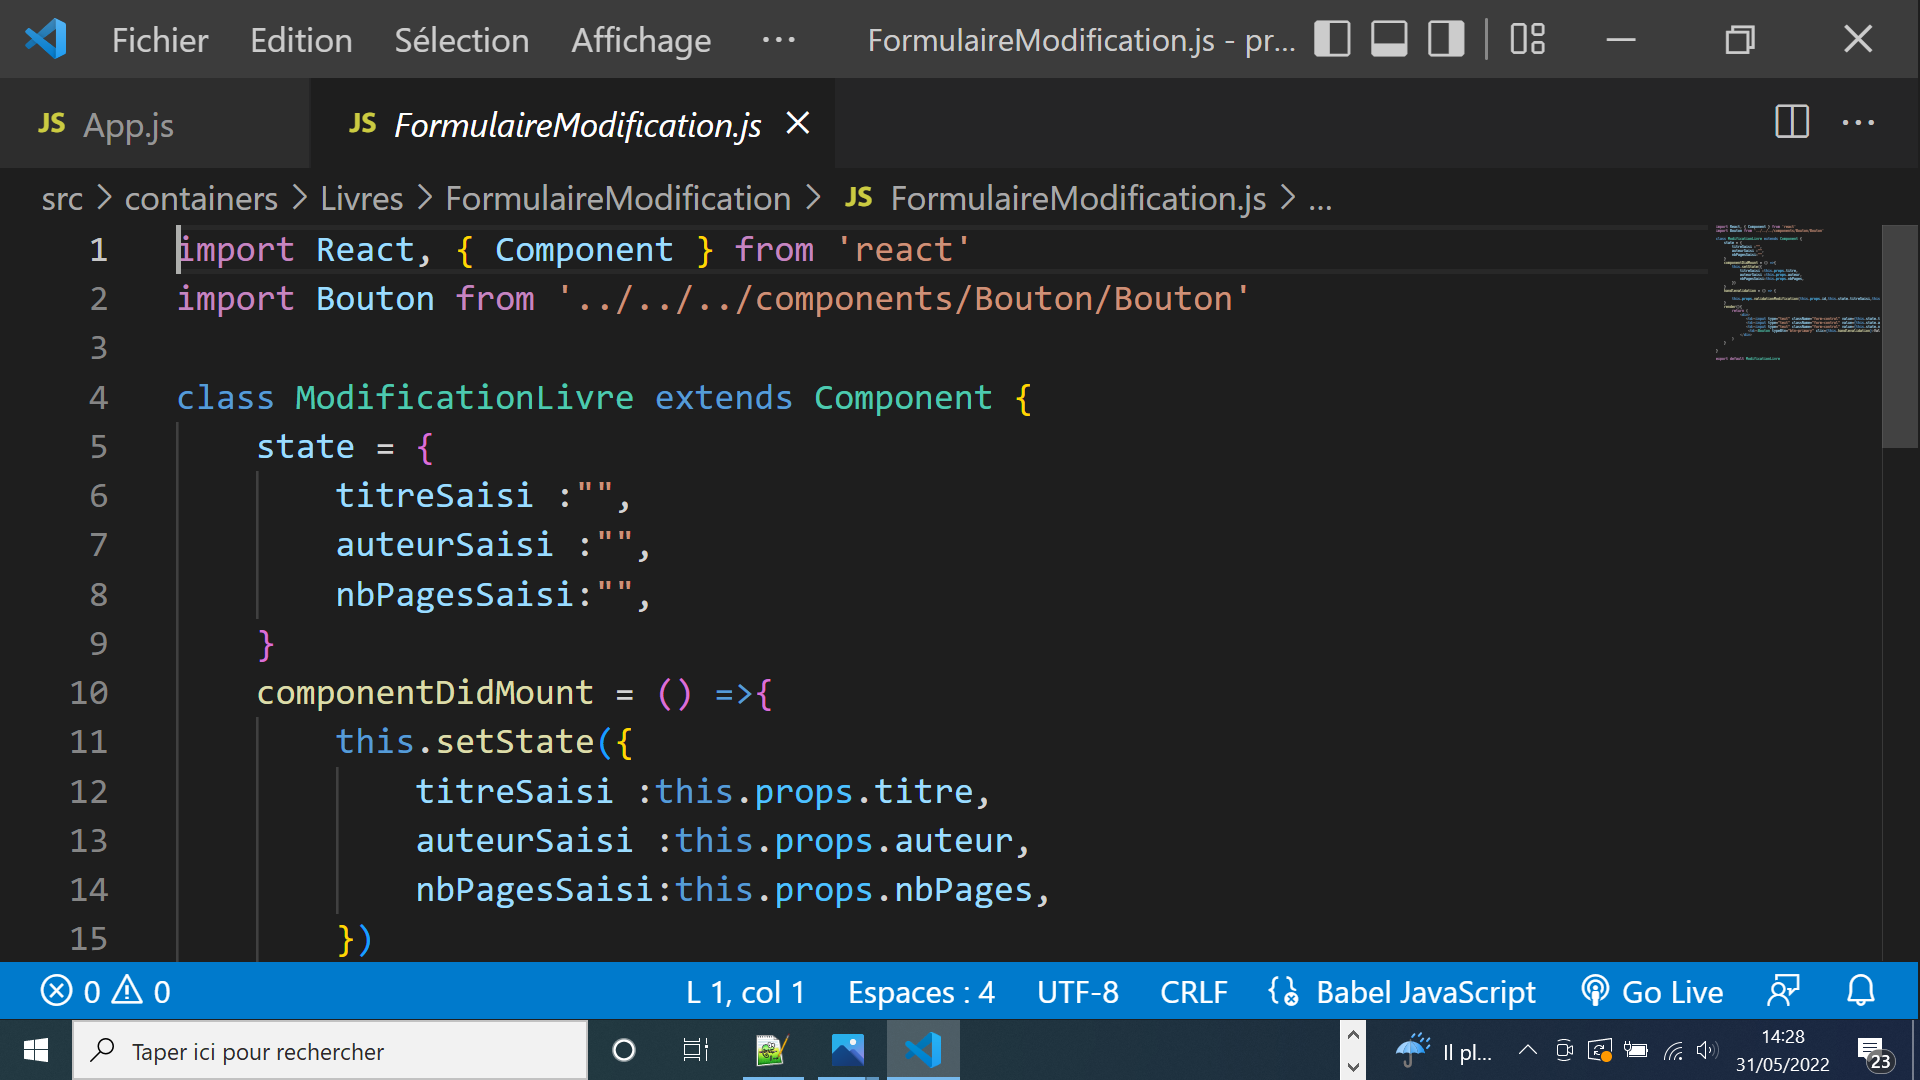 Fichier Edition Sélection Affichage ··· FormulaireModification.js - pr...
JS App.js JS FormulaireModification.js
src > containers > Livres > FormulaireModification > JS FormulaireModification.js > ...
1 import React, { Component } from 'react'
2 import Bouton from '../../../components/Bouton/Bouton'
3
4 class ModificationLivre extends Component {
5 state = {
6 titreSaisi :"",
7 auteurSaisi :"",
8 nbPagesSaisi:"",
9 }
10 componentDidMount = () =>{
11 this.setState({
12 titreSaisi :this.props.titre,
13 auteurSaisi :this.props.auteur,
14 nbPagesSaisi:this.props.nbPages,
15 })
0 0 L 1, col 1 Espaces : 4 UTF-8 CRLF Babel JavaScript Go Live
Taper ici pour rechercher
Il pl...
14:28
31/05/2022
23